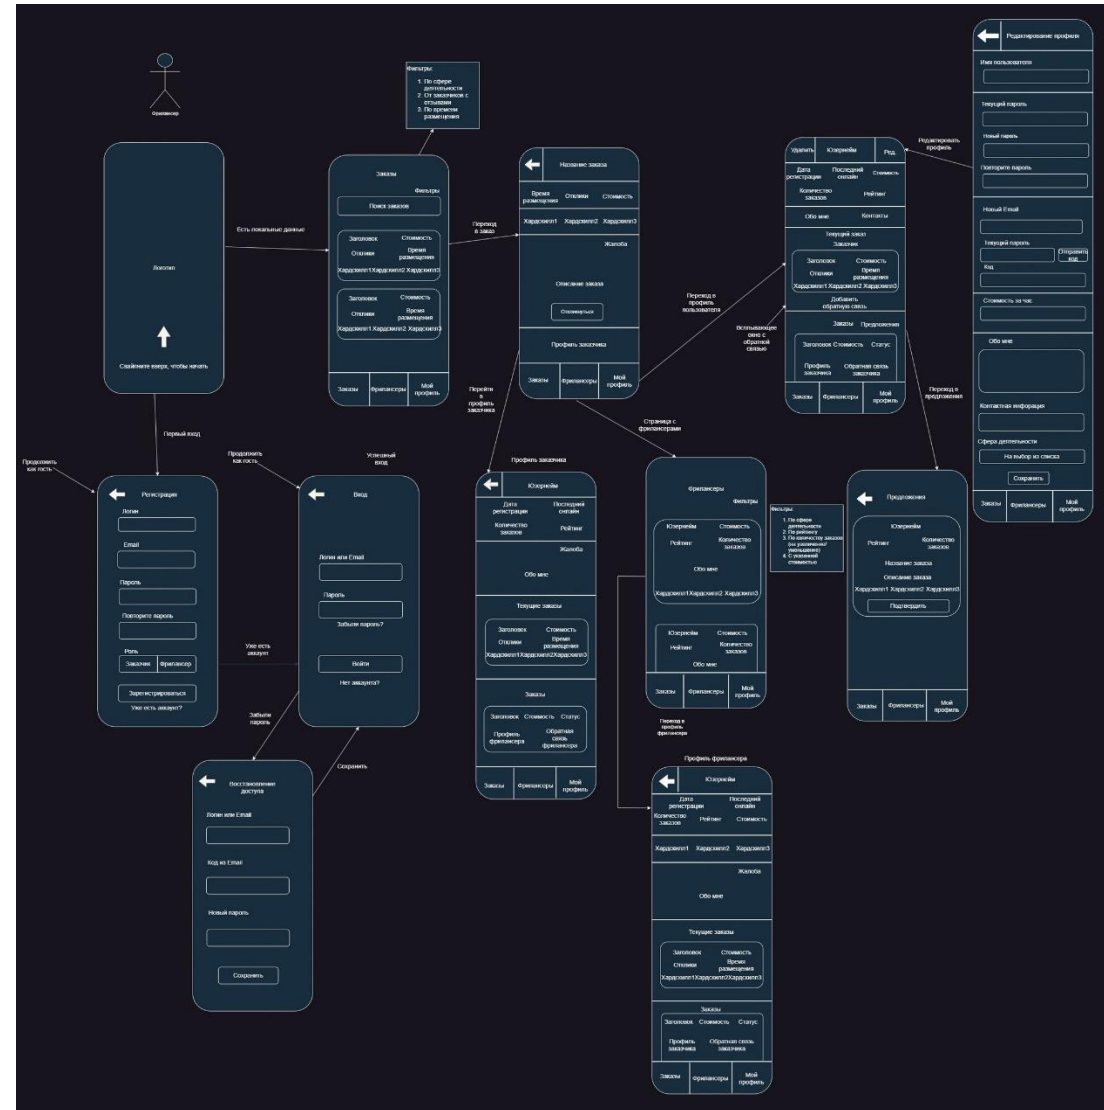 Фрилансер
Логотип
Свайпните вверх, чтобы начать
Есть локальные данные
Первый вход
Фильтры:
1. По сфере
деятельности
2. От заказчиков с
отзывами
3. По времени
размещения
Заказы
Фильтры
Поиск заказов
Заголовок Стоимость
Отклики Время
размещения
Хардскилл1 Хардскилл2 Хардскилл3
Заголовок Стоимость
Отклики Время
размещения
Хардскилл1 Хардскилл2 Хардскилл3
Заказы Фрилансеры Мой
профиль
Переход
в заказ
Название заказа
Время
размещения Отклики Стоимость
Хардскилл1 Хардскилл2 Хардскилл3
Жалоба
Описание заказа
Откликнуться
Профиль заказчика
Заказы Фрилансеры Мой
профиль
Перейти
в
профиль
заказчика
Страница с
фрилансерами
Переход в
профиль
пользователя
Всплывающее
окно с
обратной
связью
Удалить Юзернейм Ред.
Дата
регистрации Последний
онлайн Стоимость
Количество
заказов Рейтинг
Обо мне Контакты
Текущий заказ
Заказчик
Заголовок Стоимость
Отклики Время
размещения
Хардскилл1 Хардскилл2 Хардскилл3
Добавить
обратную связь
Заказы Предложения
Заголовок Стоимость Статус
Профиль
заказчика Обратная связь
заказчика
Заказы Фрилансеры Мой
профиль
Редактировать
профиль
Переход в
предложения
Редактирование профиля
Имя пользователя
Текущий пароль
Новый пароль
Повторите пароль
Новый Email
Текущий пароль
Отправить
код
Код
Стоимость за час
Обо мне
Контактная инфорация
Сфера деятельности
На выбор из списка
Сохранить
Заказы Фрилансеры Мой
профиль
Продолжить
как гость
Регистрация
Логин
Email
Пароль
Повторите пароль
Роль
Заказчик Фрилансер
Зарегистрироваться
Уже есть аккаунт?
Уже есть
аккаунт
Продолжить
как гость
Успешный
вход
Вход
Логин или Email
Пароль
Забыли пароль?
Войти
Нет аккаунта?
Забыли
пароль
Сохранить
Восстановление
доступа
Логин или Email
Код из Email
Новый пароль
Сохранить
Профиль заказчика
Юзернейм
Дата
регистрации Последний
онлайн
Количество
заказов Рейтинг
Жалоба
Обо мне
Текущие заказы
Заголовок Стоимость
Отклики Время
размещения
Хардскилл1Хардскилл2Хардскилл3
Заказы
Заголовок Стоимость Статус
Профиль
фрилансера Обратная
связь
фрилансера
Заказы Фрилансеры Мой
профиль
Фрилансеры
Фильтры
Юзернейм Стоимость
Рейтинг Количество
заказов
Обо мне
Хардскилл1 Хардскилл2 Хардскилл3
Юзернейм Стоимость
Рейтинг Количество
заказов
Обо мне
Заказы Фрилансеры Мой
профиль
Фильтры:
1. По сфере
деятельности
2. По рейтингу
3. По количеству заказов
(на увеличение/
уменьшение)
4. С указанной
стоимостью
Предложения
Юзернейм
Рейтинг Количество
заказов
Название заказа
Описание заказа
Хардскилл1 Хардскилл2 Хардскилл3
Подтвердить
Заказы Фрилансеры Мой
профиль
Переход в
профиль
фрилансера
Профиль фрилансера
Юзернейм
Дата
регистрации Последний
онлайн
Количество
заказов Рейтинг Стоимость
Хардскилл1 Хардскилл2 Хардскилл3
Жалоба
Обо мне
Текущие заказы
Заголовок Стоимость
Отклики Время
размещения
Хардскилл1Хардскилл2Хардскилл3
Заказы
Заголовок Стоимость Статус
Профиль
заказчика Обратная связь
заказчика
Заказы Фрилансеры Мой
профиль